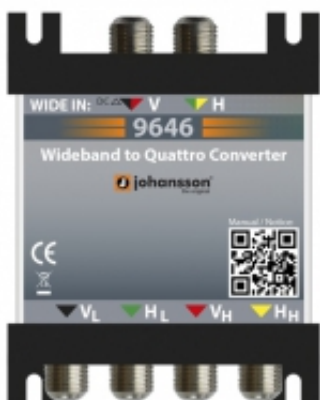 WIDE IN: DC V H
9646
Wideband to Quattro Converter
johansson
Manual / Notice
CE
VL HL VH HH